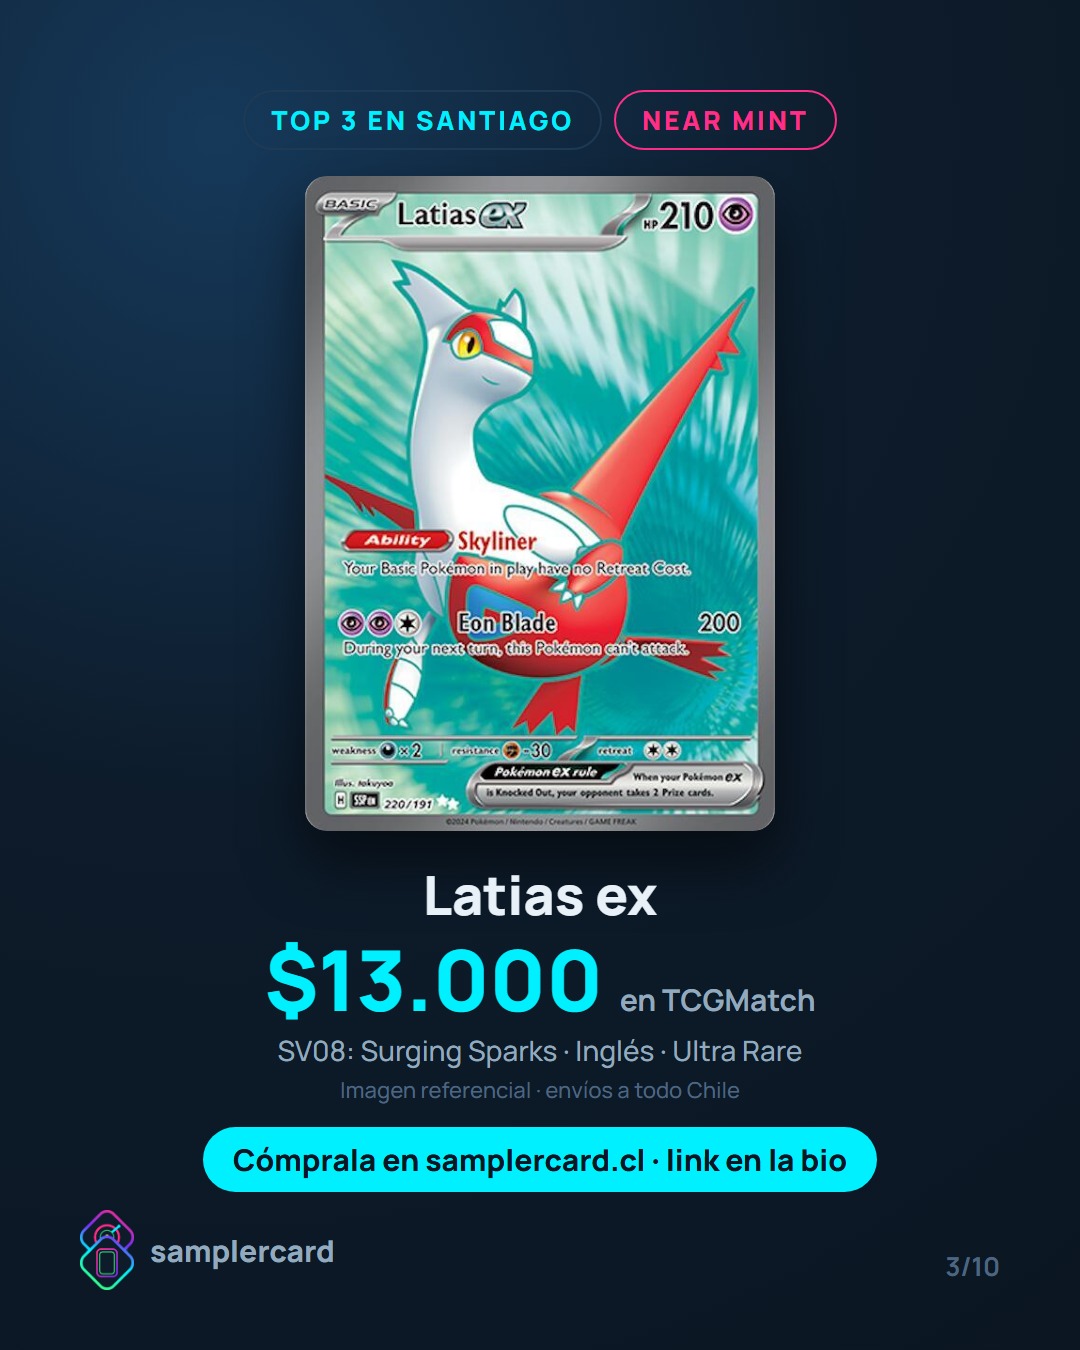 TOP 3 EN SANTIAGO
NEAR MINT
BASIC
Latias ex
HP 210
Ability Skyliner
Your Basic Pokémon in play have no Retreat Cost.
Eon Blade 200
During your next turn, this Pokémon can't attack.
weakness ×2 resistance -30 retreat
Pokémon ex rule When your Pokémon ex
is Knocked Out, your opponent takes 2 Prize cards.
Illus. takuyoa
H SSP EN 220/191
©2024 Pokémon / Nintendo / Creatures / GAME FREAK
Latias ex
$13.000 en TCGMatch
SV08: Surging Sparks · Inglés · Ultra Rare
Imagen referencial · envíos a todo Chile
Cómprala en samplercard.cl · link en la bio
samplercard
3/10